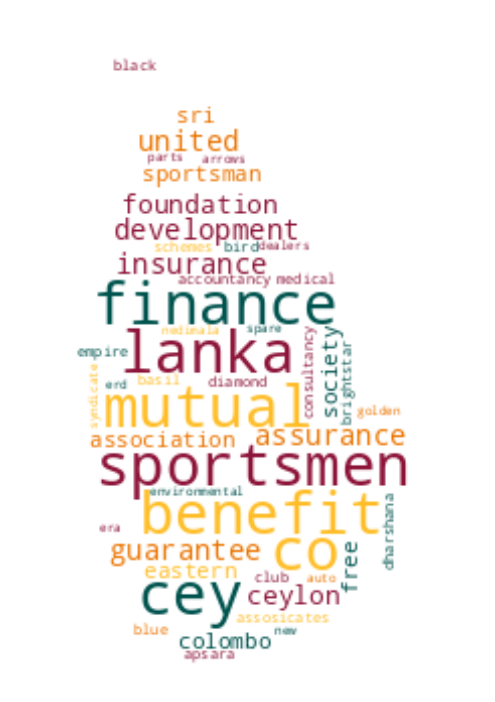 black
sri
united
parts arrows
sportsman
foundation
development
schemes bird dealers
insurance
accountancy medical
finance
nedimala spare
empire lanka consultancy society brightstar
syndicate erd basil diamond
mutual golden
association assurance
sportsmen
environmental
benefit dharshana
era
guarantee co free
eastern
club auto
cey ceylon
assosicates
blue new
colombo
apsara